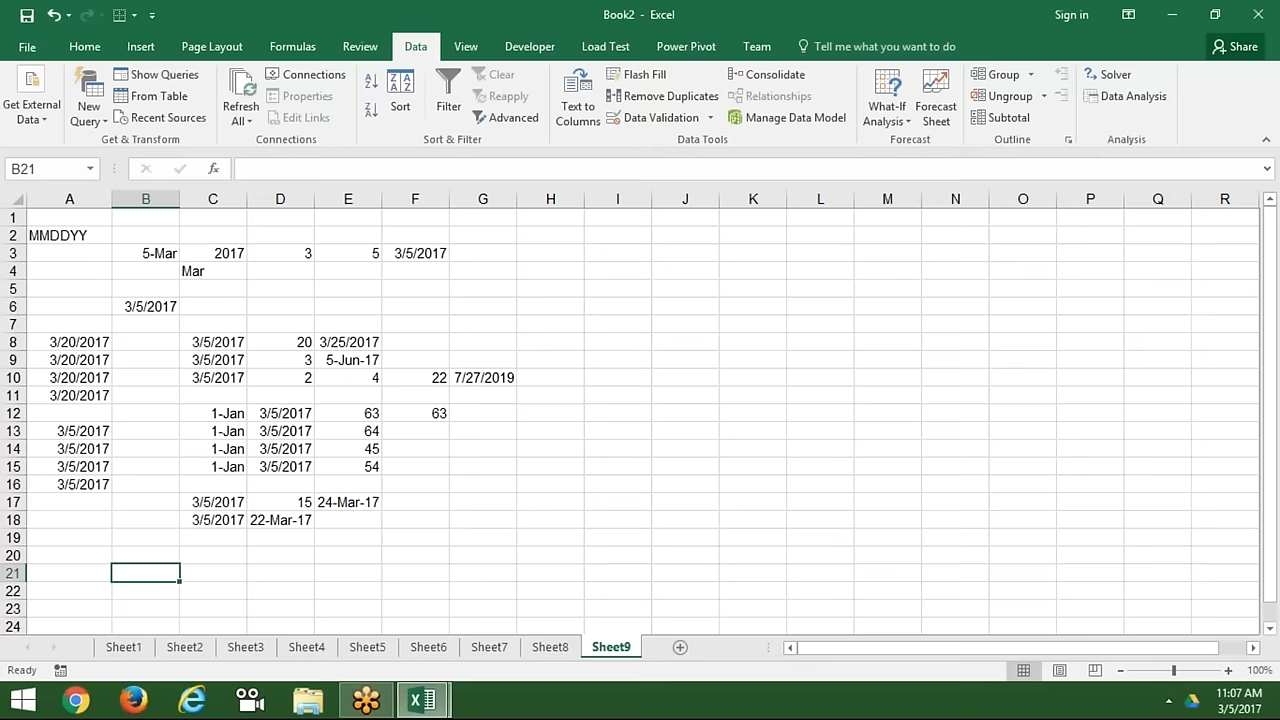 Book2 - Excel
Sign in
File Home Insert Page Layout Formulas Review Data View Developer Load Test Power Pivot Team Tell me what you want to do Share
Get External Data
New Query
Show Queries
From Table
Recent Sources
Get & Transform
Refresh All
Connections
Properties
Edit Links
Connections
Sort
Filter
Clear
Reapply
Advanced
Sort & Filter
Text to Columns
Flash Fill
Remove Duplicates
Data Validation
Consolidate
Relationships
Manage Data Model
Data Tools
What-If Analysis
Forecast Sheet
Forecast
Group
Ungroup
Subtotal
Outline
Solver
Data Analysis
Analysis
B21 fx
A B C D E F G H I J K L M N O P Q R
1
2 MMDDYY
3 5-Mar 2017 3 5 3/5/2017
4 Mar
5
6 3/5/2017
7
8 3/20/2017 3/5/2017 20 3/25/2017
9 3/20/2017 3/5/2017 3 5-Jun-17
10 3/20/2017 3/5/2017 2 4 22 7/27/2019
11 3/20/2017
12 1-Jan 3/5/2017 63 63
13 3/5/2017 1-Jan 3/5/2017 64
14 3/5/2017 1-Jan 3/5/2017 45
15 3/5/2017 1-Jan 3/5/2017 54
16 3/5/2017
17 3/5/2017 15 24-Mar-17
18 3/5/2017 22-Mar-17
19
20
21
22
23
24
Sheet1 Sheet2 Sheet3 Sheet4 Sheet5 Sheet6 Sheet7 Sheet8 Sheet9
Ready 100%
11:07 AM
3/5/2017